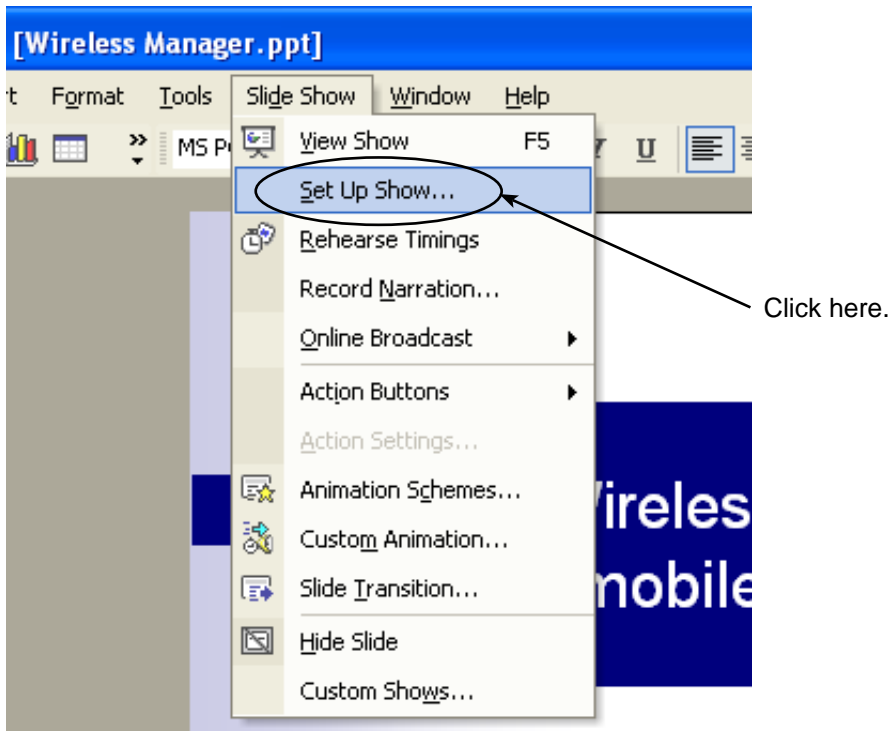 [Wireless Manager.ppt]
t Format Tools Slide Show Window Help
MS P U
View Show F5
Set Up Show...
Rehearse Timings
Record Narration...
Click here.
Online Broadcast
Action Buttons
Action Settings...
Animation Schemes...
ireles
Custom Animation...
mobile
Slide Transition...
Hide Slide
Custom Shows...